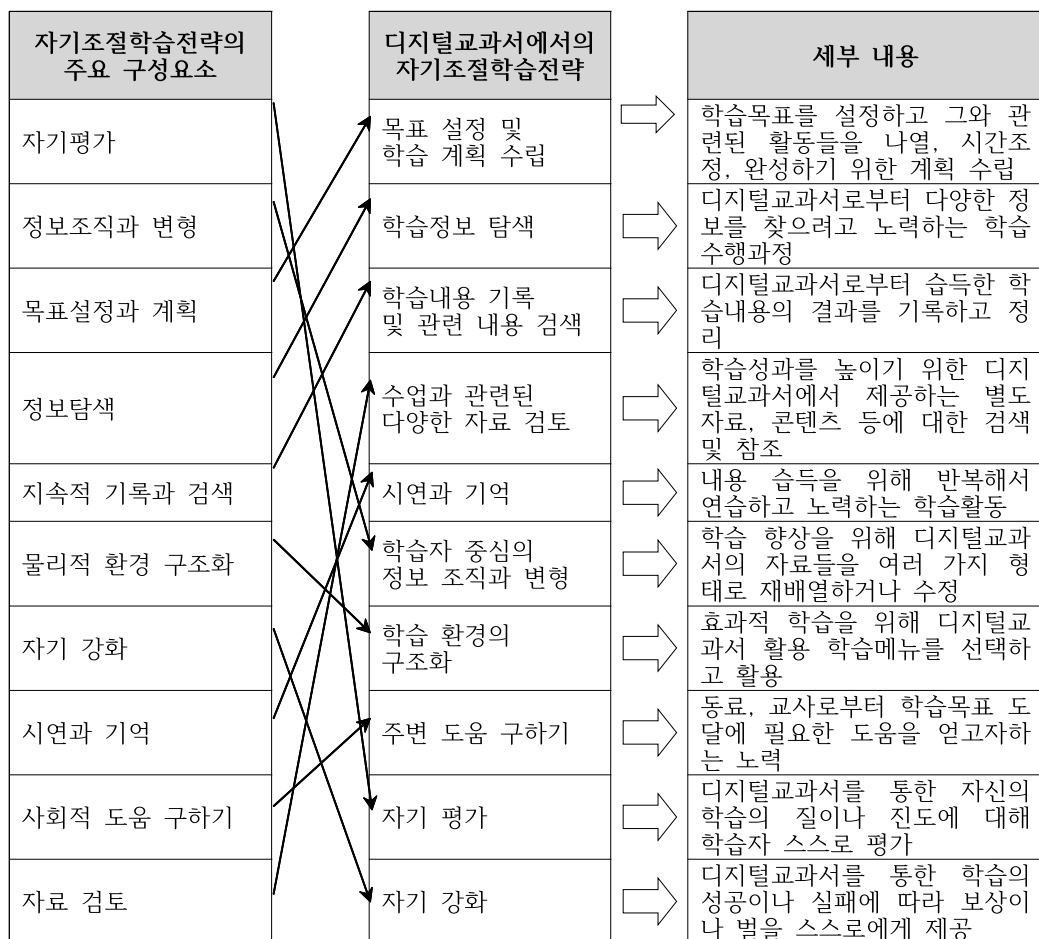 자기조절학습전략의
주요 구성요소
디지털교과서에서의
자기조절학습전략
세부 내용
자기평가
목표 설정 및
학습 계획 수립
학습목표를 설정하고 그와 관
련된 활동들을 나열, 시간조
정, 완성하기 위한 계획 수립
정보조직과 변형
학습정보 탐색
디지털교과서로부터 다양한 정
보를 찾으려고 노력하는 학습
수행과정
목표설정과 계획
학습내용 기록
및 관련 내용 검색
디지털교과서로부터 습득한 학
습내용의 결과를 기록하고 정
리
정보탐색
수업과 관련된
다양한 자료 검토
학습성과를 높이기 위한 디지
털교과서에서 제공하는 별도
자료, 콘텐츠 등에 대한 검색
및 참조
지속적 기록과 검색
시연과 기억
내용 습득을 위해 반복해서
연습하고 노력하는 학습활동
물리적 환경 구조화
학습자 중심의
정보 조직과 변형
학습 향상을 위해 디지털교과
서의 자료들을 여러 가지 형
태로 재배열하거나 수정
자기 강화
학습 환경의
구조화
효과적 학습을 위해 디지털교
과서 활용 학습메뉴를 선택하
고 활용
시연과 기억
주변 도움 구하기
동료, 교사로부터 학습목표 도
달에 필요한 도움을 얻고자하
는 노력
사회적 도움 구하기
자기 평가
디지털교과서를 통한 자신의
학습의 질이나 진도에 대해
학습자 스스로 평가
자료 검토
자기 강화
디지털교과서를 통한 학습의
성공이나 실패에 따라 보상이
나 벌을 스스로에게 제공